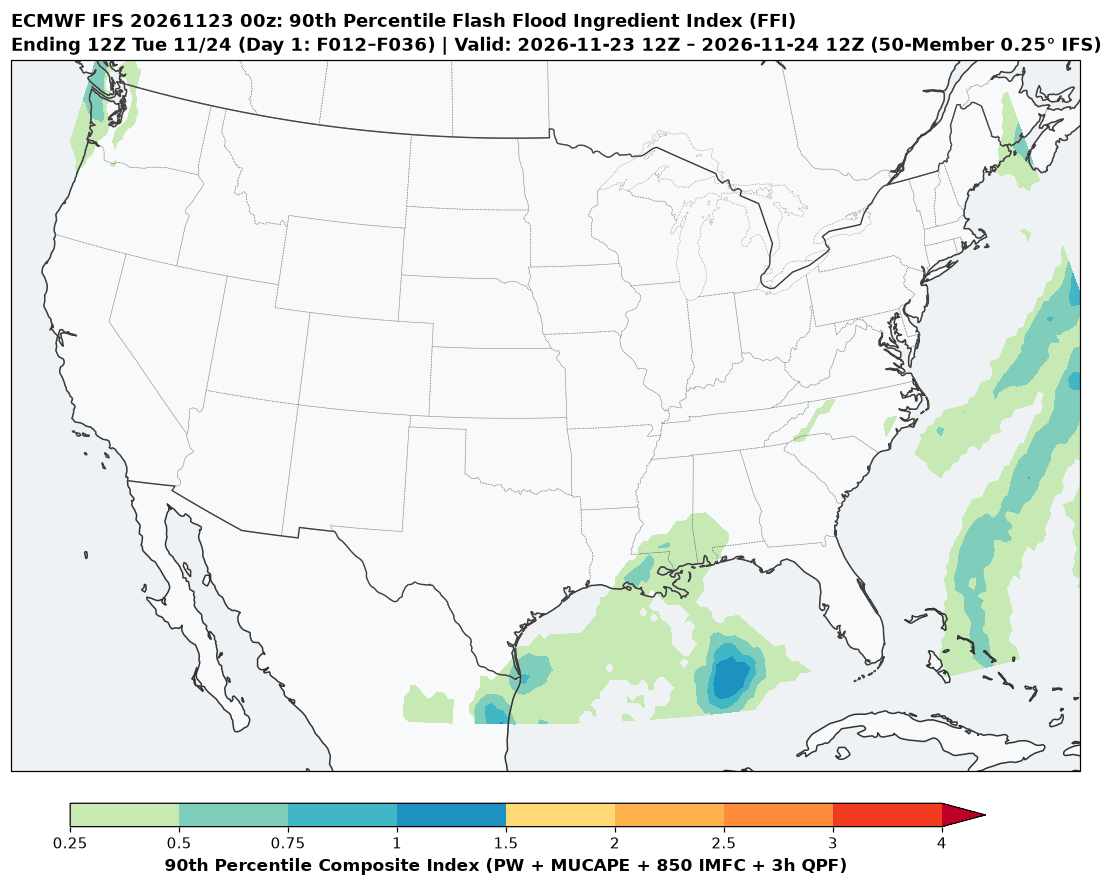 ECMWF IFS 20261123 00z: 90th Percentile Flash Flood Ingredient Index (FFI)
Ending 12Z Tue 11/24 (Day 1: F012–F036) | Valid: 2026-11-23 12Z – 2026-11-24 12Z (50-Member 0.25° IFS)
0.25 0.5 0.75 1 1.5 2 2.5 3 4
90th Percentile Composite Index (PW + MUCAPE + 850 IMFC + 3h QPF)